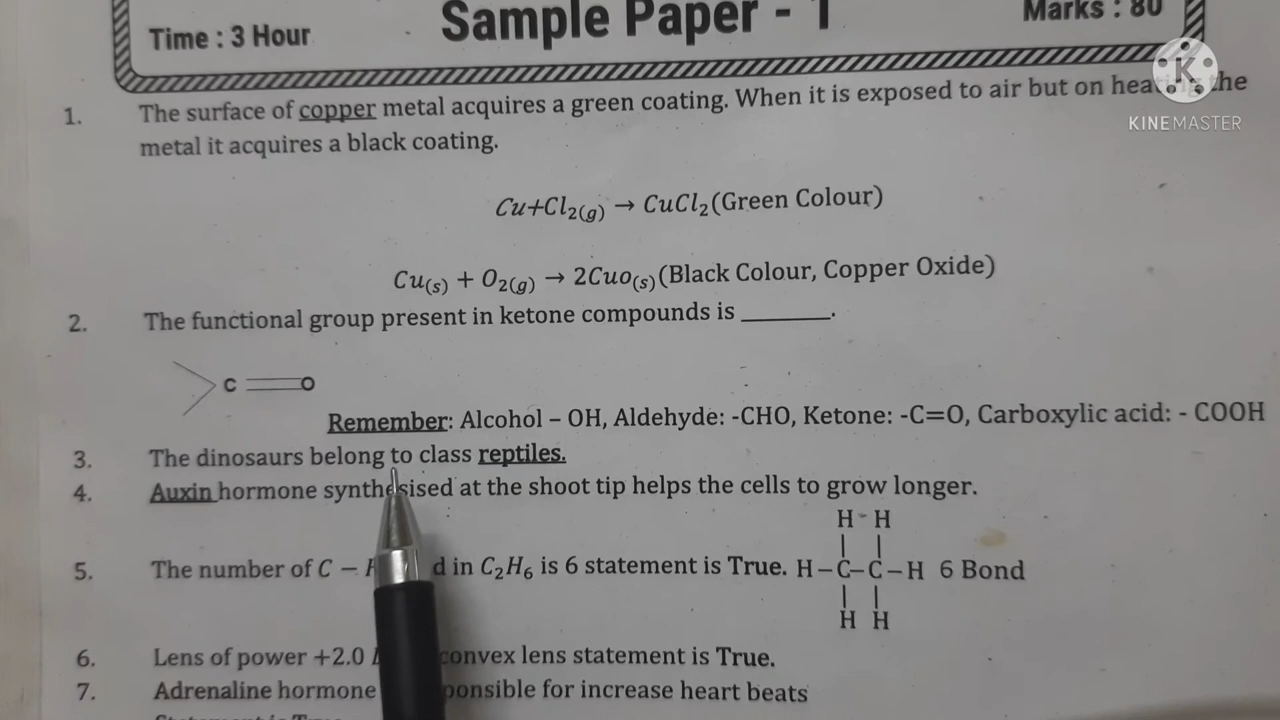 Time : 3 Hour Sample Paper - 1 Marks : 80
KINEMASTER
1. The surface of copper metal acquires a green coating. When it is exposed to air but on heating the
metal it acquires a black coating.
Cu+Cl₂(g) → CuCl₂(Green Colour)
Cu(s) + O₂(g) → 2Cuo(s)(Black Colour, Copper Oxide)
2. The functional group present in ketone compounds is ________.
C=O
Remember: Alcohol – OH, Aldehyde: -CHO, Ketone: -C=O, Carboxylic acid: - COOH
3. The dinosaurs belong to class reptiles.
4. Auxin hormone synthesised at the shoot tip helps the cells to grow longer.
H - H
| |
5. The number of C – d in C₂H₆ is 6 statement is True. H–C–C–H 6 Bond
| |
H H
6. Lens of power +2.0 convex lens statement is True.
7. Adrenaline hormone responsible for increase heart beats
Statement is True